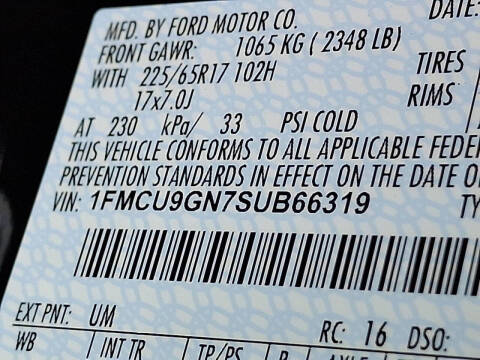 MFD. BY FORD MOTOR CO.
DATE:
FRONT GAWR: 1065 KG ( 2348 LB)
WITH 225/65R17 102H TIRES
17x7.0J RIMS
AT 230 kPa/ 33 PSI COLD
THIS VEHICLE CONFORMS TO ALL APPLICABLE FEDE
PREVENTION STANDARDS IN EFFECT ON THE DATE O
VIN: 1FMCU9GN7SUB66319 TY
EXT PNT: UM RC: 16 DSO:
WB INT TR TP/PS R